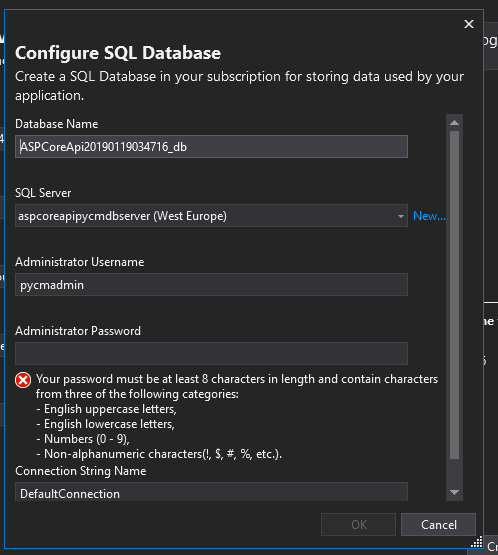 Configure SQL Database
Create a SQL Database in your subscription for storing data used by your
application.
Database Name
ASPCoreApi20190119034716_db
SQL Server
aspcoreapipycmdbserver (West Europe)
New...
Administrator Username
pycmadmin
Administrator Password
Your password must be at least 8 characters in length and contain characters
from three of the following categories:
- English uppercase letters,
- English lowercase letters,
- Numbers (0 - 9),
- Non-alphanumeric characters(!, $, #, %, etc.).
Connection String Name
DefaultConnection
OK
Cancel